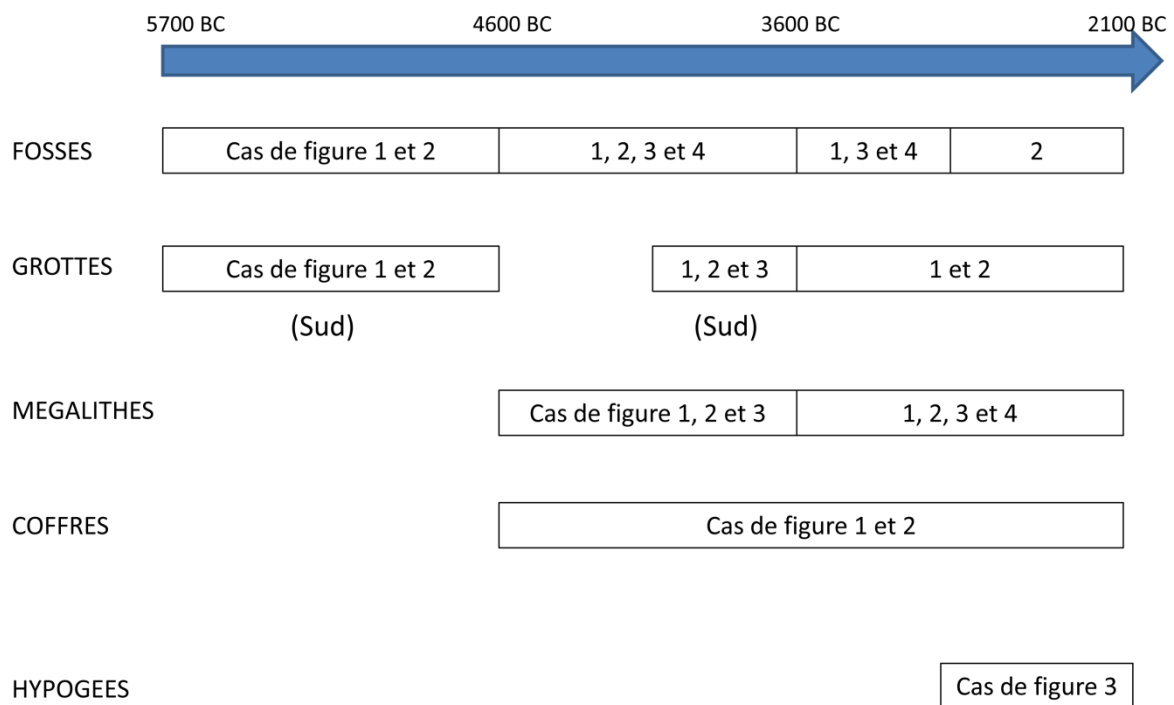 5700 BC 4600 BC 3600 BC 2100 BC
FOSSES Cas de figure 1 et 2 1, 2, 3 et 4 1, 3 et 4 2
GROTTES Cas de figure 1 et 2 1, 2 et 3 1 et 2
(Sud) (Sud)
MEGALITHES Cas de figure 1, 2 et 3 1, 2, 3 et 4
COFFRES Cas de figure 1 et 2
HYPOGEES Cas de figure 3